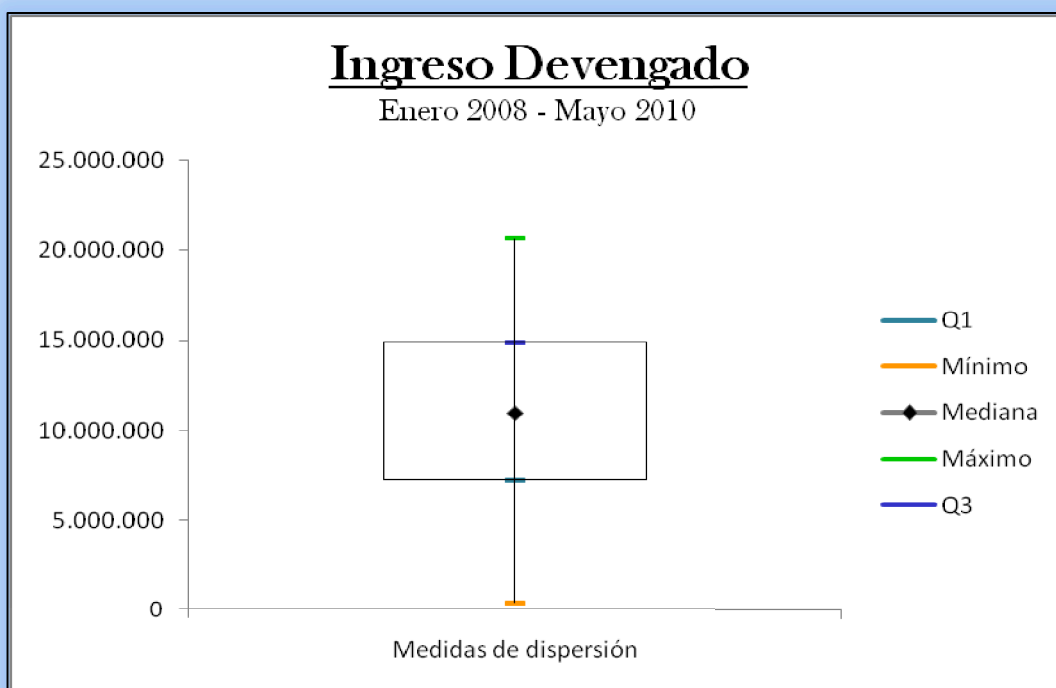 Ingreso Devengado
Enero 2008 - Mayo 2010
25.000.000
20.000.000
15.000.000
10.000.000
5.000.000
0
Medidas de dispersión
Q1
Mínimo
Mediana
Máximo
Q3